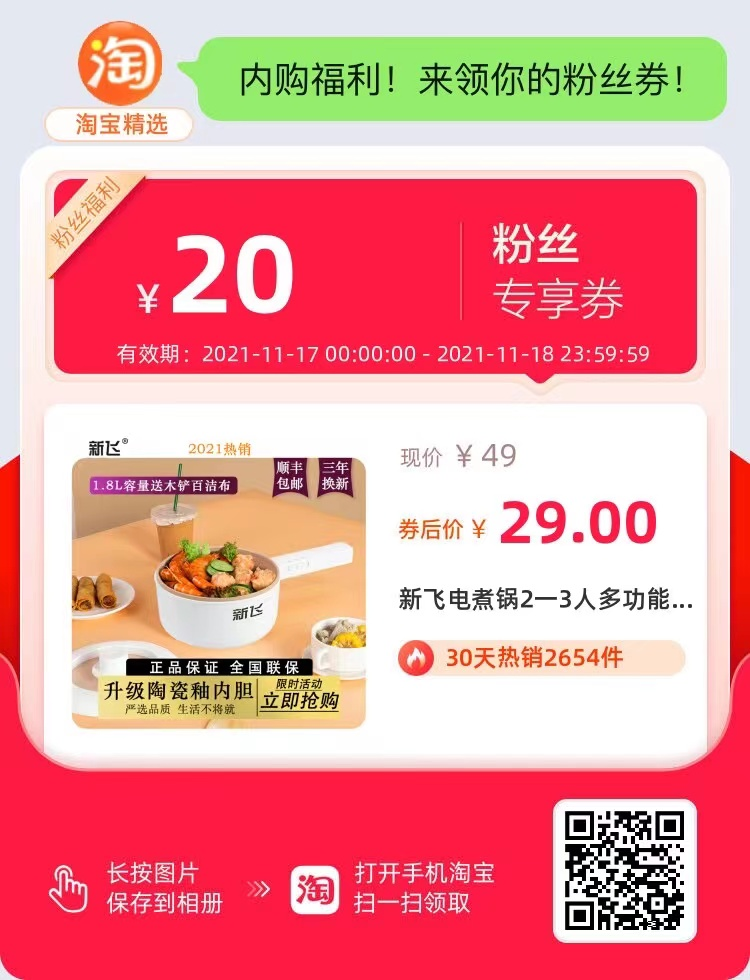 淘
淘宝精选
内购福利！来领你的粉丝券！
粉丝福利
¥20
粉丝
专享券
有效期：2021-11-17 00:00:00 - 2021-11-18 23:59:59
新飞®
2021热销
1.8L容量送木铲百洁布
顺丰
包邮
三年
换新
新飞
正品保证 全国联保
升级陶瓷釉内胆
严选品质 生活不将就
限时活动
立即抢购
现价 ¥49
券后价 ¥ 29.00
新飞电煮锅2一3人多功能...
30天热销2654件
长按图片
保存到相册
淘
打开手机淘宝
扫一扫领取